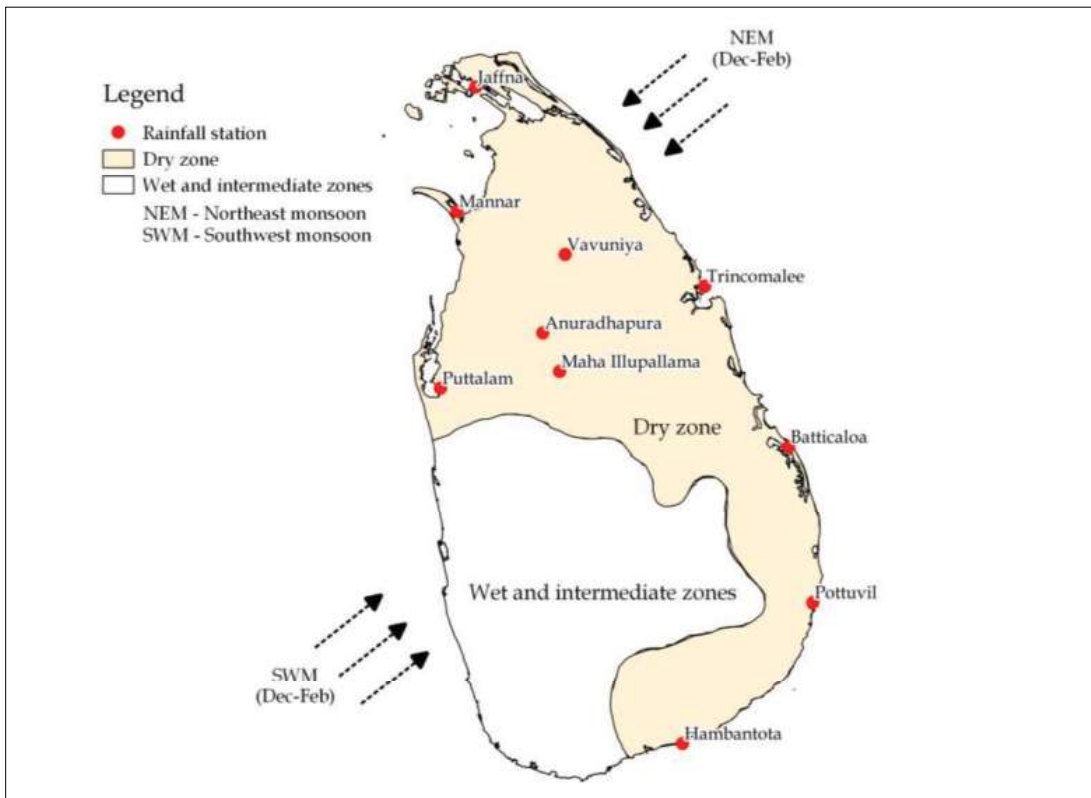 NEM
(Dec-Feb)
Jaffna
Legend
Rainfall station
Dry zone
Wet and intermediate zones
NEM - Northeast monsoon
SWM - Southwest monsoon
Mannar
Vavuniya
Trincomalee
Anuradhapura
Maha Illupallama
Puttalam
Dry zone
Batticaloa
Wet and intermediate zones
Pottuvil
SWM
(Dec-Feb)
Hambantota